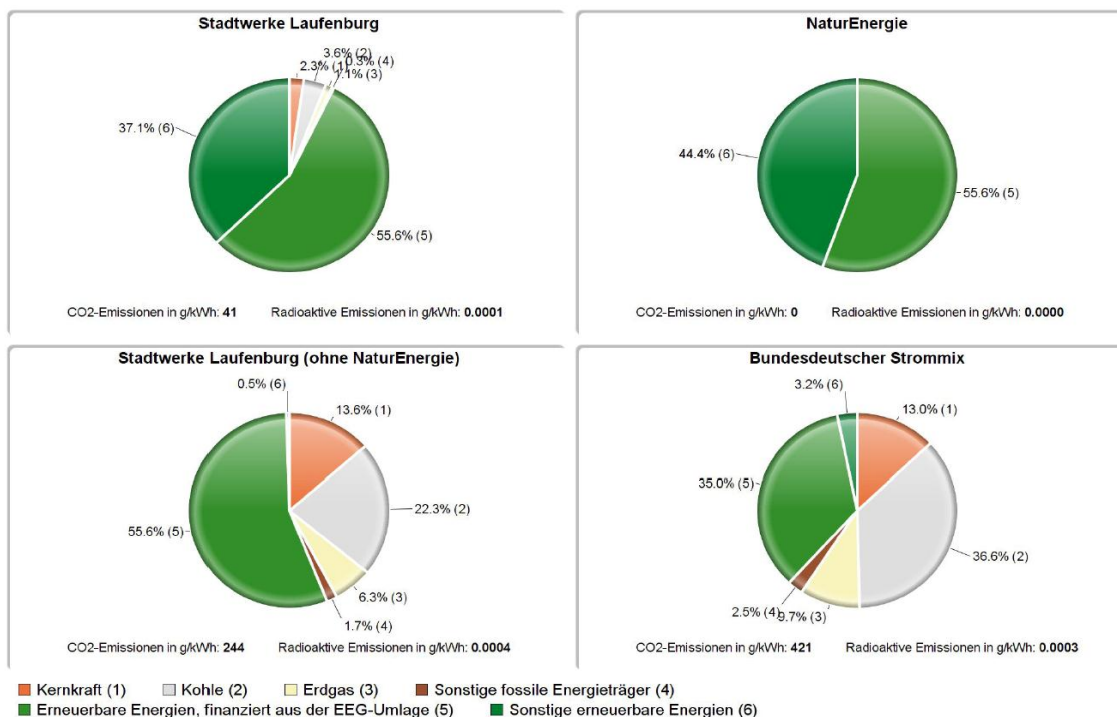 Stadtwerke Laufenburg
3.6% (2)
0.3% (4)
2.3% (1)
1.1% (3)
37.1% (6)
55.6% (5)
CO2-Emissionen in g/kWh: 41 Radioaktive Emissionen in g/kWh: 0.0001
NaturEnergie
44.4% (6)
55.6% (5)
CO2-Emissionen in g/kWh: 0 Radioaktive Emissionen in g/kWh: 0.0000
Stadtwerke Laufenburg (ohne NaturEnergie)
0.5% (6)
13.6% (1)
22.3% (2)
55.6% (5)
6.3% (3)
1.7% (4)
CO2-Emissionen in g/kWh: 244 Radioaktive Emissionen in g/kWh: 0.0004
Bundesdeutscher Strommix
3.2% (6)
13.0% (1)
35.0% (5)
36.6% (2)
2.5% (4)
9.7% (3)
CO2-Emissionen in g/kWh: 421 Radioaktive Emissionen in g/kWh: 0.0003
Kernkraft (1) Kohle (2) Erdgas (3) Sonstige fossile Energieträger (4)
Erneuerbare Energien, finanziert aus der EEG-Umlage (5) Sonstige erneuerbare Energien (6)